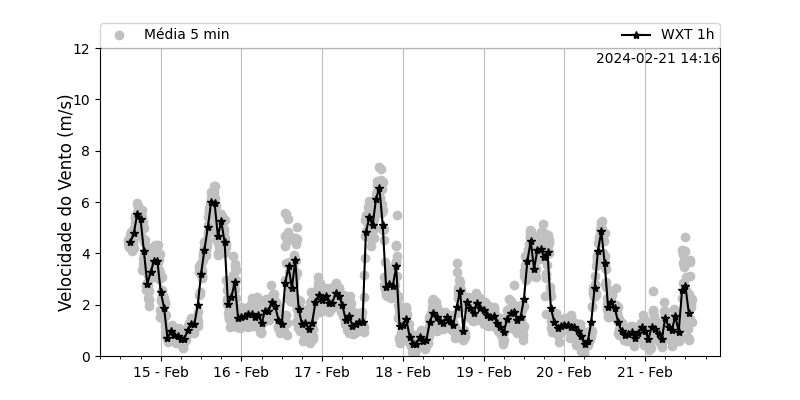 Média 5 min
WXT 1h
2024-02-21 14:16
Velocidade do Vento (m/s)
12
10
8
6
4
2
0
15 - Feb
16 - Feb
17 - Feb
18 - Feb
19 - Feb
20 - Feb
21 - Feb